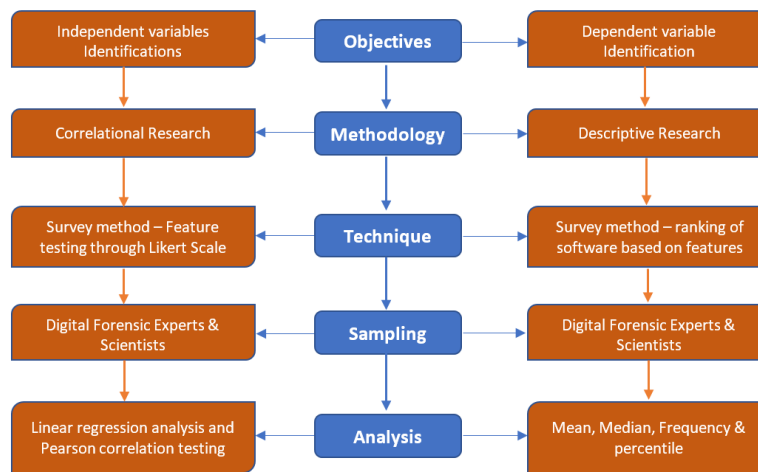 Independent variables
Identifications
Objectives
Dependent variable
Identification
Correlational Research
Methodology
Descriptive Research
Survey method – Feature
testing through Likert Scale
Technique
Survey method – ranking of
software based on features
Digital Forensic Experts &
Scientists
Sampling
Digital Forensic Experts &
Scientists
Linear regression analysis and
Pearson correlation testing
Analysis
Mean, Median, Frequency &
percentile